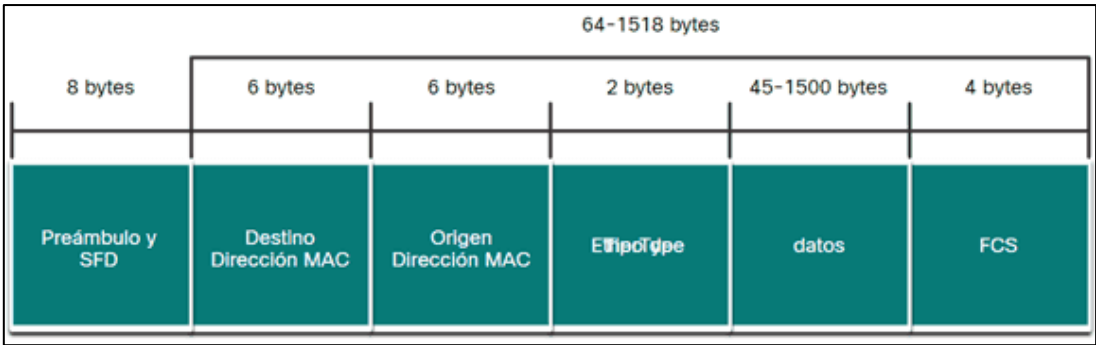 64-1518 bytes
8 bytes
6 bytes
6 bytes
2 bytes
45-1500 bytes
4 bytes
Preámbulo y
SFD
Destino
Dirección MAC
Origen
Dirección MAC
datos
FCS